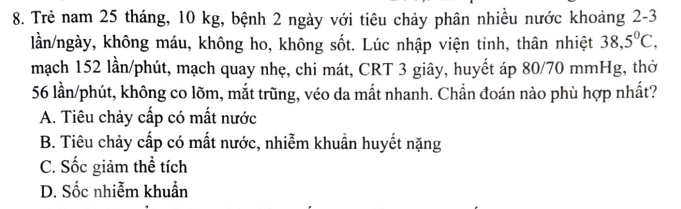 8. Trẻ nam 25 tháng, 10 kg, bệnh 2 ngày với tiêu chảy phân nhiều nước khoảng 2-3
lần/ngày, không máu, không ho, không sốt. Lúc nhập viện tỉnh, thân nhiệt 38,5⁰C,
mạch 152 lần/phút, mạch quay nhẹ, chi mát, CRT 3 giây, huyết áp 80/70 mmHg, thở
56 lần/phút, không co lõm, mắt trũng, véo da mất nhanh. Chẩn đoán nào phù hợp nhất?
A. Tiêu chảy cấp có mất nước
B. Tiêu chảy cấp có mất nước, nhiễm khuẩn huyết nặng
C. Sốc giảm thể tích
D. Sốc nhiễm khuẩn